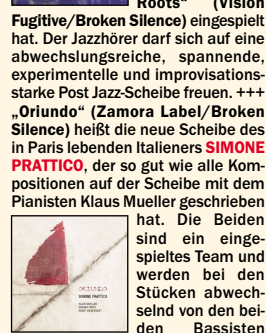 Roots“ (Vision
Fugitive/Broken Silence) eingespielt
hat. Der Jazzhörer darf sich auf eine
abwechslungsreiche, spannende,
experimentelle und improvisations-
starke Post Jazz-Scheibe freuen. +++
„Oriundo“ (Zamora Label/Broken
Silence) heißt die neue Scheibe des
in Paris lebenden Italieners SIMONE
PRATTICO, der so gut wie alle Kom-
positionen auf der Scheibe mit dem
Pianisten Klaus Mueller geschrieben
hat. Die Beiden
sind ein einge-
spieltes Team und
werden bei den
Stücken abwech-
selnd von den bei-
den Bassisten
ORIUNDO
SIMONE PRATTICO
KLAUS MUELLER